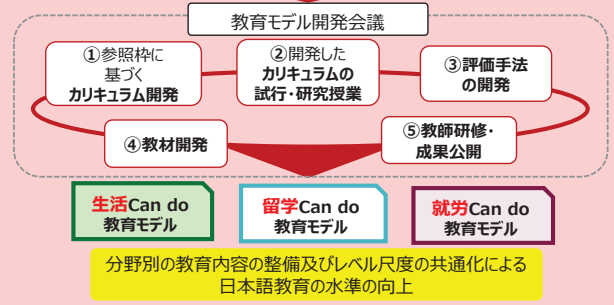 教育モデル開発会議
①参照枠に
基づく
カリキュラム開発
②開発した
カリキュラムの
試行・研究授業
③評価手法
の開発
④教材開発
⑤教師研修・
成果公開
生活Can do
教育モデル
留学Can do
教育モデル
就労Can do
教育モデル
分野別の教育内容の整備及びレベル尺度の共通化による
日本語教育の水準の向上